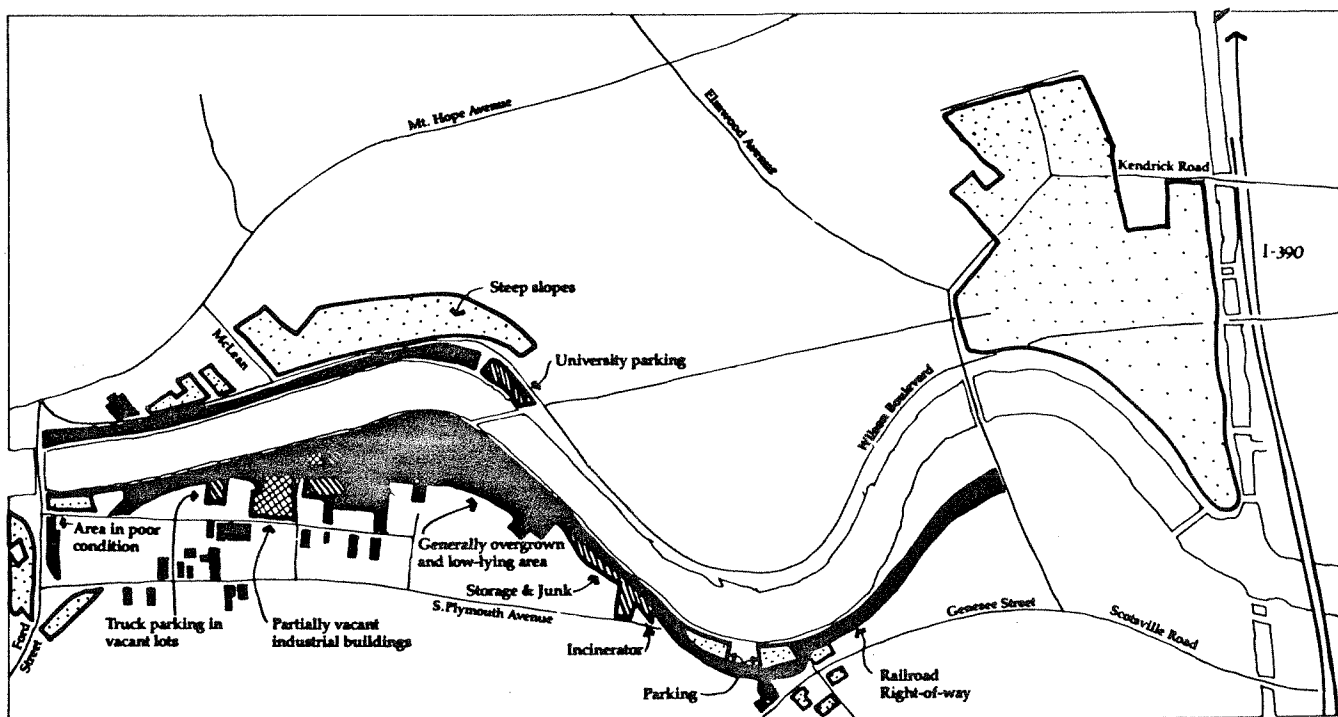 Mt. Hope Avenue
Elmwood Avenue
Kendrick Road
I-390
Steep slopes
McLean
University parking
Wilson Boulevard
Area in poor
condition
Generally overgrown
and low-lying area
Storage & Junk
S. Plymouth Avenue
Genesee Street
Scotsville Road
Ford
Street
Truck parking in
vacant lots
Partially vacant
industrial buildings
Incinerator
Parking
Railroad
Right-of-way